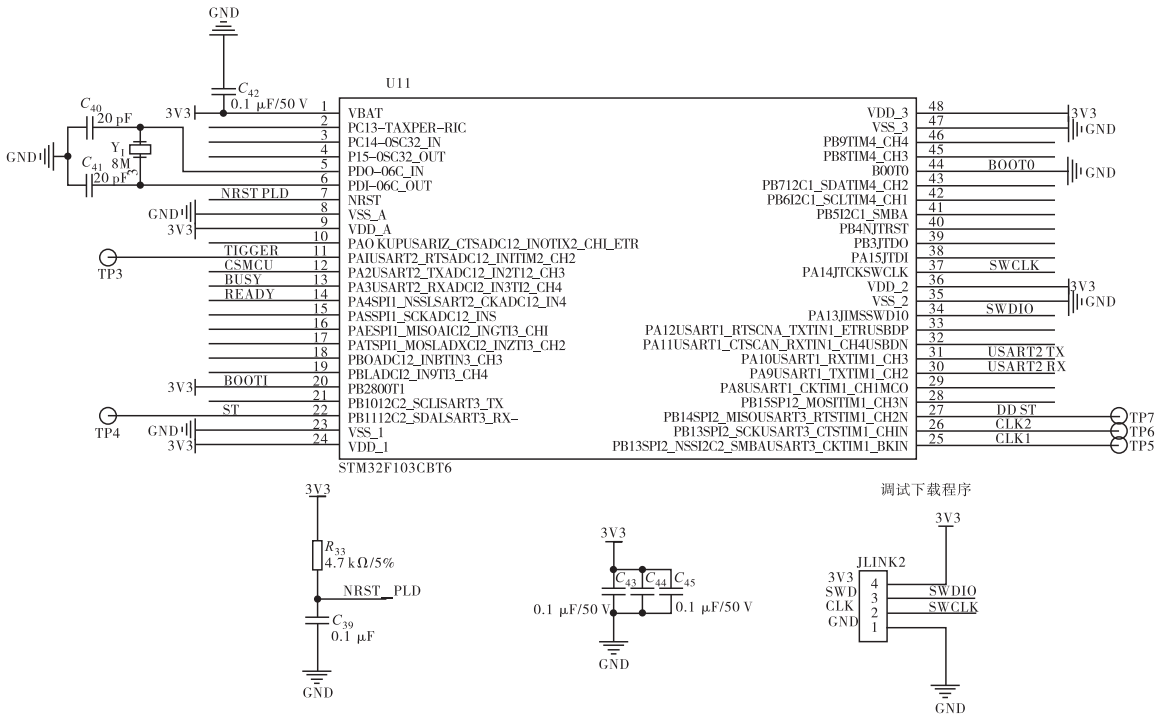 GND
U11
C42
0.1 μF/50 V
3V3
C40
20 pF
Y1
8M
3
GND
C41
20 pF
NRST PLD
GND
3V3
TIGGER
TP3
CSMCU
BUSY
READY
3V3
BOOTI
ST
TP4
GND
3V3
1 VBAT
2 PC13-TAXPER-RIC
3 PC14-0SC32_IN
4 P15-0SC32_OUT
5 PDO-06C_IN
6 PDI-06C_OUT
7 NRST
8 VSS_A
9 VDD_A
10 PAO KUPUSARIZ_CTSADC12_INOTIX2_CHI_ETR
11 PAIUSART2_RTSADC12_INITIM2_CH2
12 PA2USART2_TXADC12_IN2T12_CH3
13 PA3USART2_RXADCI2_IN3TI2_CH4
14 PA4SPI1_NSSLSART2_CKADC12_IN4
15 PASSPI1_SCKADC12_INS
16 PAESPI1_MISOAICI2_INGTI3_CHI
17 PATSPI1_MOSLADXCI2_INZTI3_CH2
18 PBOADC12_INBTIN3_CH3
19 PBLADCI2_IN9TI3_CH4
20 PB2800T1
21 PB1012C2_SCLISART3_TX
22 PB1112C2_SDALSART3_RX-
23 VSS_1
24 VDD_1
VDD_3 48 3V3
VSS_3 47 GND
PB9TIM4_CH4 46
PB8TIM4_CH3 45
B00T0 44 BOOT0 GND
PB712C1_SDATIM4_CH2 43
PB6I2C1_SCLTIM4_CH1 42
PB5I2C1_SMBA 41
PB4NJTRST 40
PB3JTDO 39
PA15JTDI 38
PA14JTCKSWCLK 37 SWCLK
VDD_2 36 3V3
VSS_2 35 GND
PA13JIMSSWD10 34 SWDIO
PA12USART1_RTSCNA_TXTIN1_ETRUSBDP 33
PA11USART1_CTSCAN_RXTIN1_CH4USBDN 32
PA10USART1_RXTIM1_CH3 31 USART2 TX
PA9USART1_TXTIM1_CH2 30 USART2 RX
PA8USART1_CKTIM1_CH1MCO 29
PB15SP12_MOSITIM1_CH3N 28
PB14SPI2_MISOUSART3_RTSTIM1_CH2N 27 DD ST TP7
PB13SPI2_SCKUSART3_CTSTIM1_CHIN 26 CLK2 TP6
PB13SPI2_NSSI2C2_SMBAUSART3_CKTIM1_BKIN 25 CLK1 TP5
STM32F103CBT6
3V3
R33
4.7 kΩ/5%
NRST_PLD
C39
0.1 μF
GND
3V3
C43 C44 C45
0.1 μF/50 V 0.1 μF/50 V
GND
调试下载程序
3V3
JLINK2
3V3 4
SWD 3 SWDIO
CLK 2 SWCLK
GND 1
GND